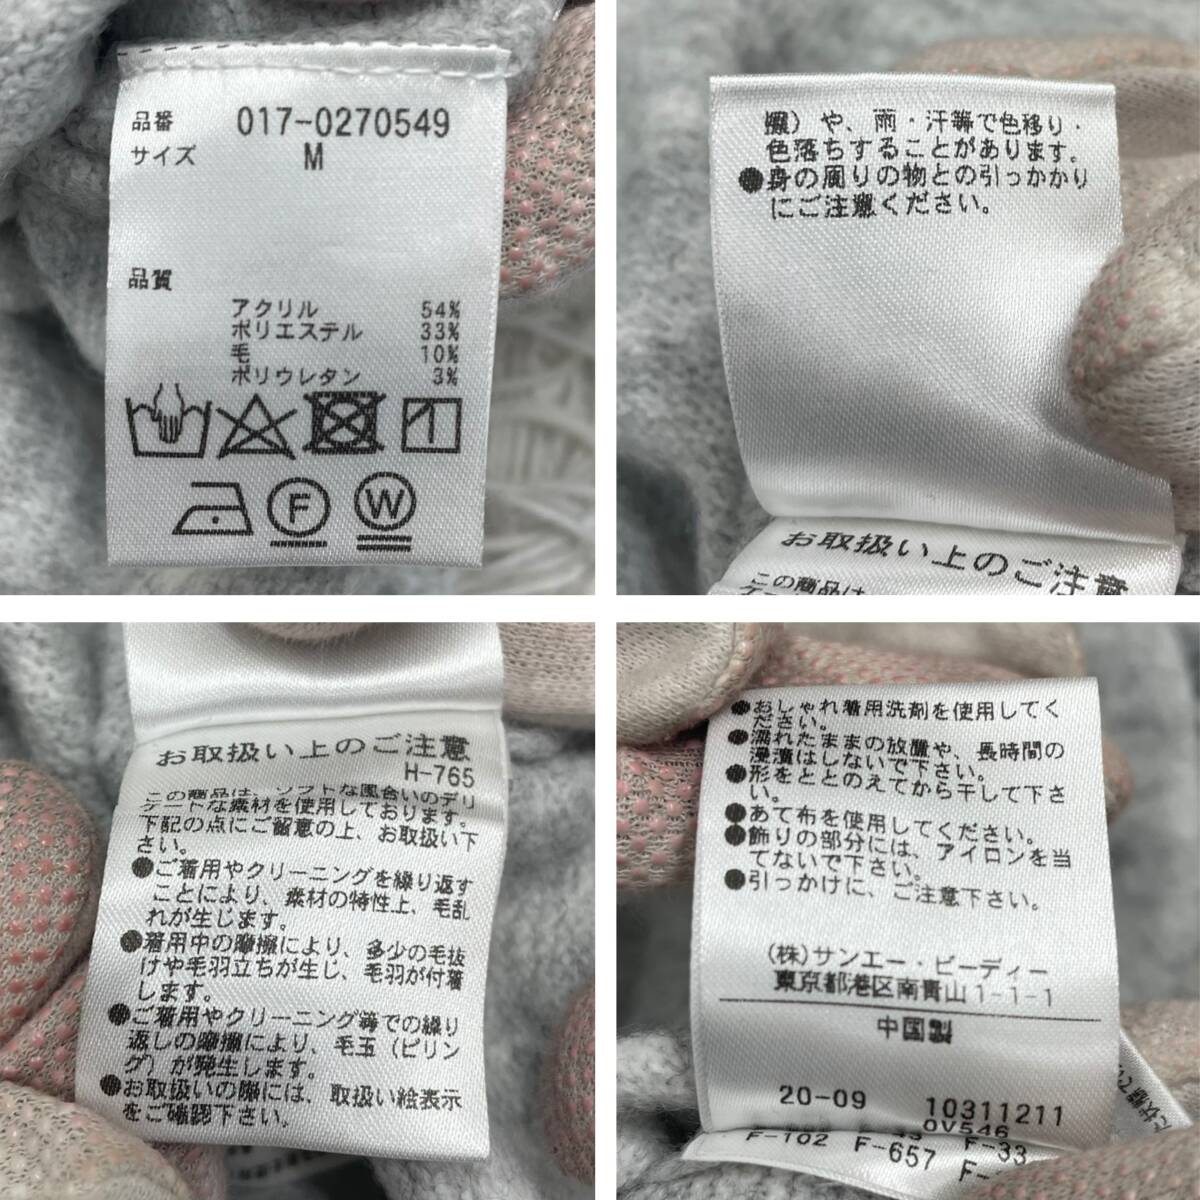 品番 017-0270549
サイズ M
品質
アクリル 54%
ポリエステル 33%
毛 10%
ポリウレタン 3%
F
W
や、雨・汗等で色移り・
色落ちすることがあります。
●身の周りの物との引っかかり
にご注意ください。
お取扱い上のご注意
この商品は
お取扱い上のご注意
H-765
この商品は、ソフトな風合いのデリ
ケートな素材を使用しております。
下記の点にご留意の上、お取扱い下
さい。
●ご着用やクリーニングを繰り返す
ことにより、素材の特性上、毛乱
れが生じます。
●着用中の摩擦により、多少の毛抜
けや毛羽立ちが生じ、毛羽が付着
します。
●ご着用やクリーニング等での繰り
返しの摩擦により、毛玉（ピリン
グ）が発生します。
●お取扱いの際には、取扱い絵表示
をご確認下さい。
●おしゃれ着用洗剤を使用してく
ださい。
●濡れたままの放置や、長時間の
浸漬はしないで下さい。
●形をととのえてから干して下さ
い。
●あて布を使用してください。
●飾りの部分には、アイロンを当
てないで下さい。
●引っかけに、ご注意下さい。
(株)サンエー・ビーディー
東京都港区南青山1-1-1
中国製
20-09 10311211
0V546
F-102 F-657 F-33